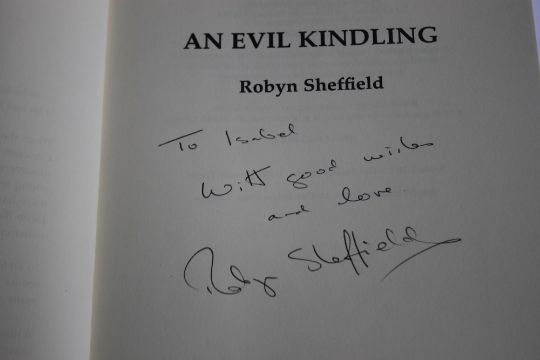 AN EVIL KINDLING
Robyn Sheffield
To Isabel
With good wishes
and love.
Robyn Sheffield